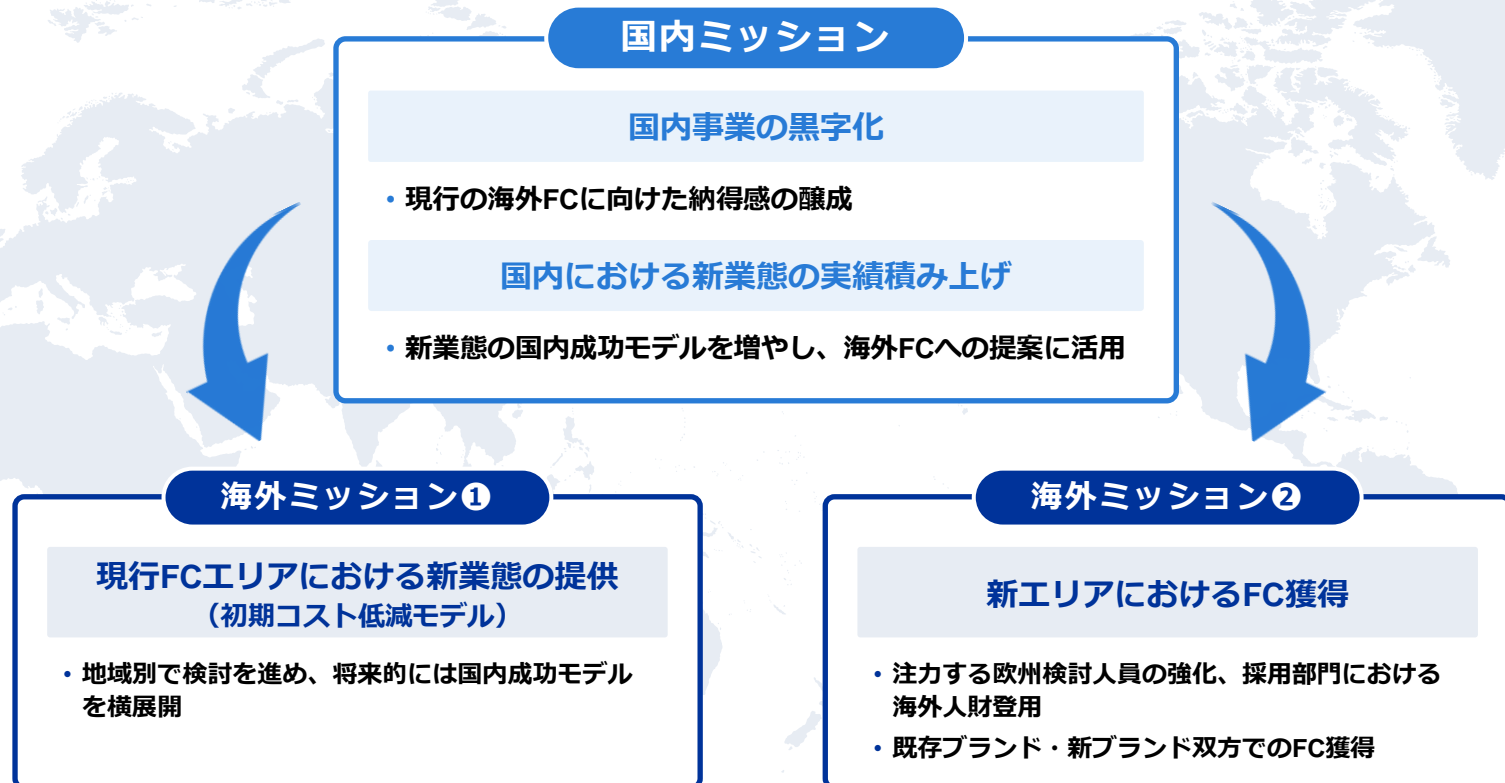 国内ミッション
国内事業の黒字化
・現行の海外FCに向けた納得感の醸成
国内における新業態の実績積み上げ
・新業態の国内成功モデルを増やし、海外FCへの提案に活用
海外ミッション❶
現行FCエリアにおける新業態の提供
（初期コスト低減モデル）
・地域別で検討を進め、将来的には国内成功モデル
を横展開
海外ミッション❷
新エリアにおけるFC獲得
・注力する欧州検討人員の強化、採用部門における
海外人財登用
・既存ブランド・新ブランド双方でのFC獲得